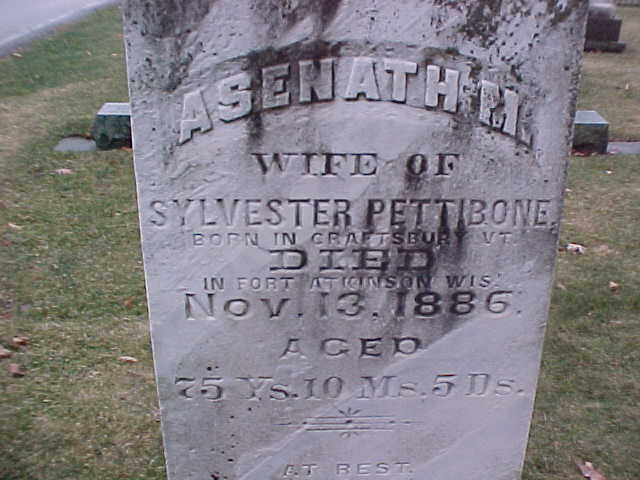 ASENATH M.
WIFE OF
SYLVESTER PETTIBONE,
BORN IN CRAFTSBURY VT.
DIED
IN FORT ATKINSON WIS.
Nov. 13. 1886.
AGED
75 Ys. 10 Ms. 5 Ds.
AT REST.